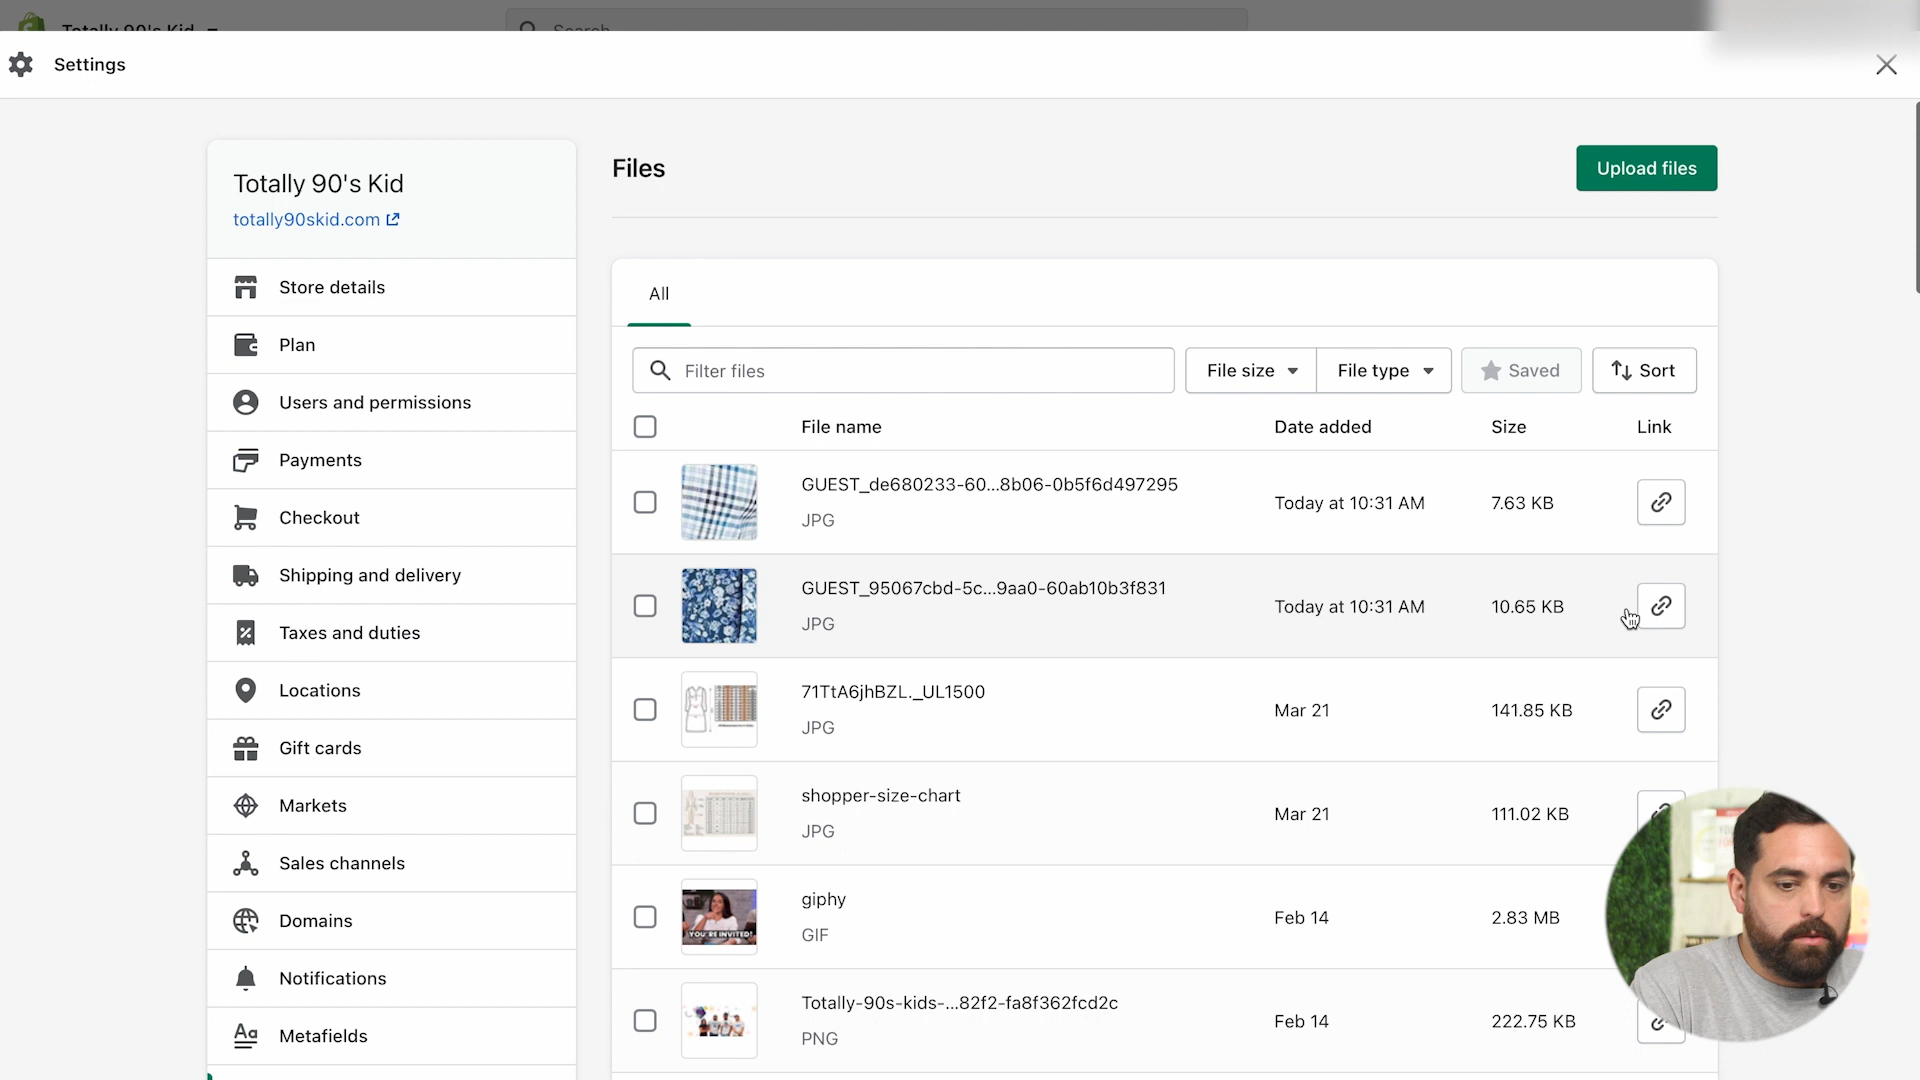 Totally 90's Kid
Search
Settings
Totally 90's Kid
totally90skid.com
Store details
Plan
Users and permissions
Payments
Checkout
Shipping and delivery
Taxes and duties
Locations
Gift cards
Markets
Sales channels
Domains
Notifications
Metafields
Files
Upload files
All
Filter files
File size
File type
Saved
Sort
File name Date added Size Link
GUEST_de680233-60...8b06-0b5f6d497295
JPG
Today at 10:31 AM 7.63 KB
GUEST_95067cbd-5c...9aa0-60ab10b3f831
JPG
Today at 10:31 AM 10.65 KB
71TtA6jhBZL._UL1500
JPG
Mar 21 141.85 KB
shopper-size-chart
JPG
Mar 21 111.02 KB
YOU'RE INVITED!
giphy
GIF
Feb 14 2.83 MB
Totally-90s-kids-...82f2-fa8f362fcd2c
PNG
Feb 14 222.75 KB